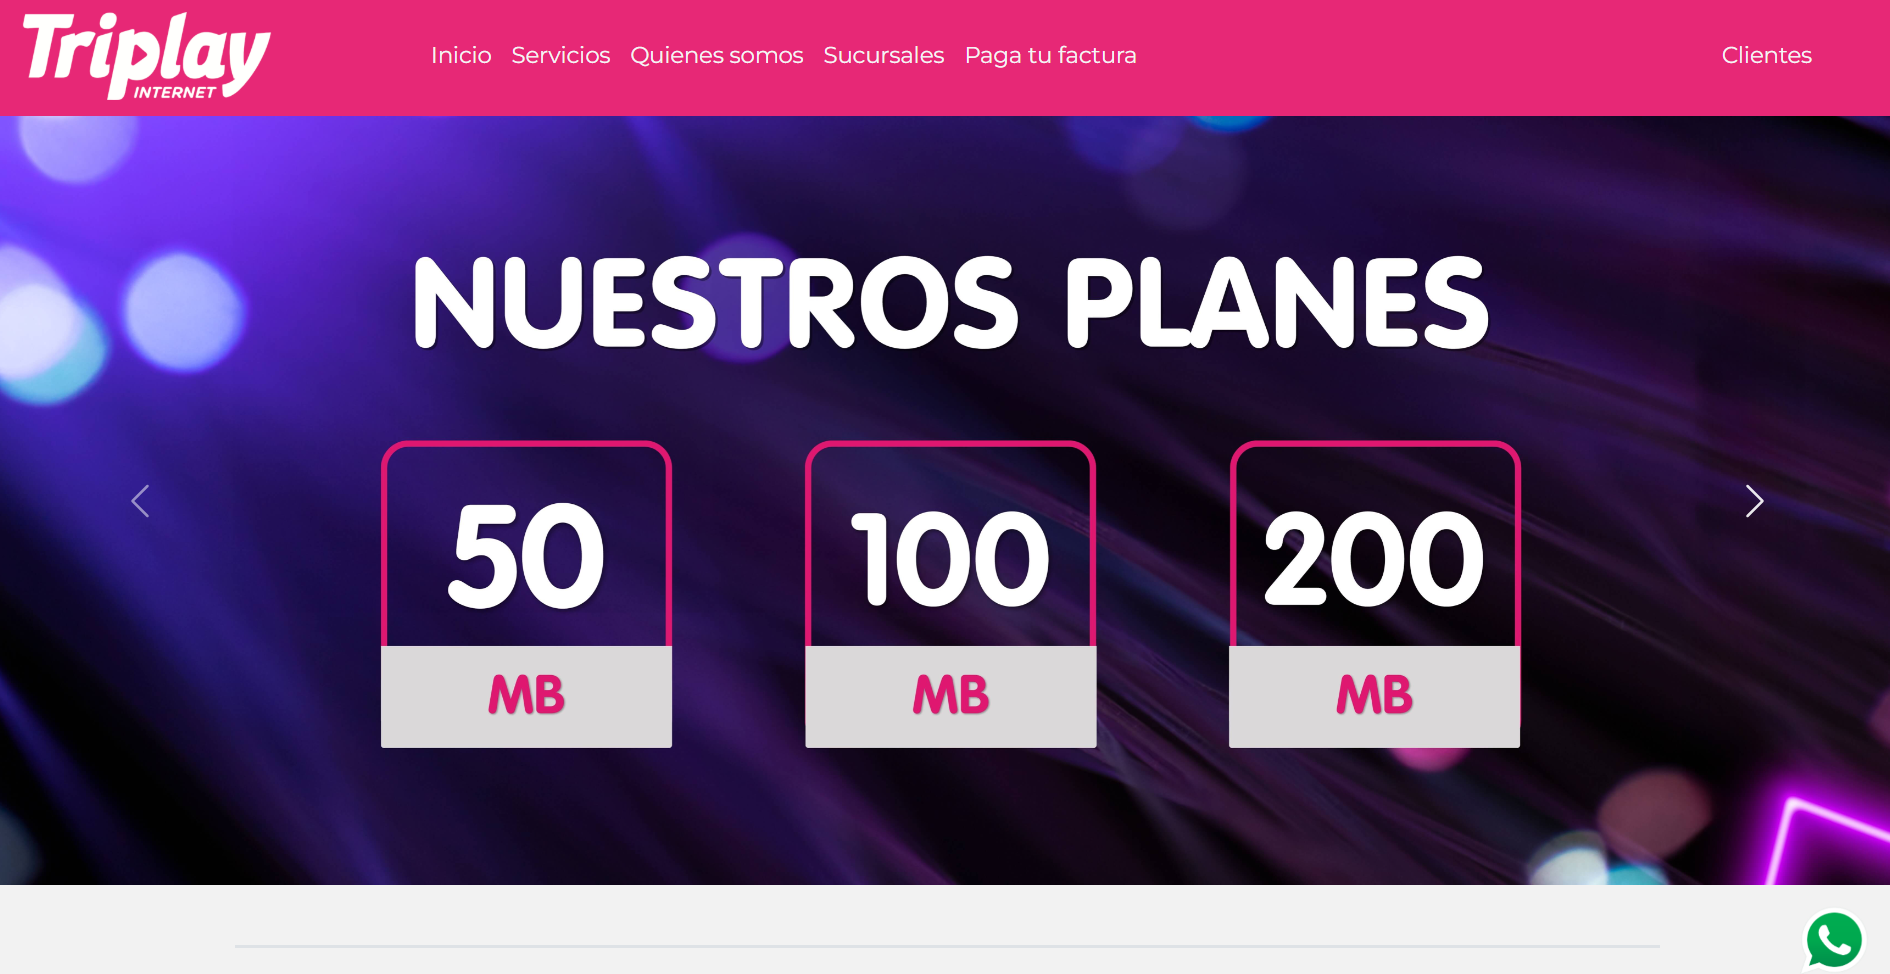 Triplay
INTERNET
Inicio Servicios Quienes somos Sucursales Paga tu factura Clientes
NUESTROS PLANES
50 100 200
MB MB MB